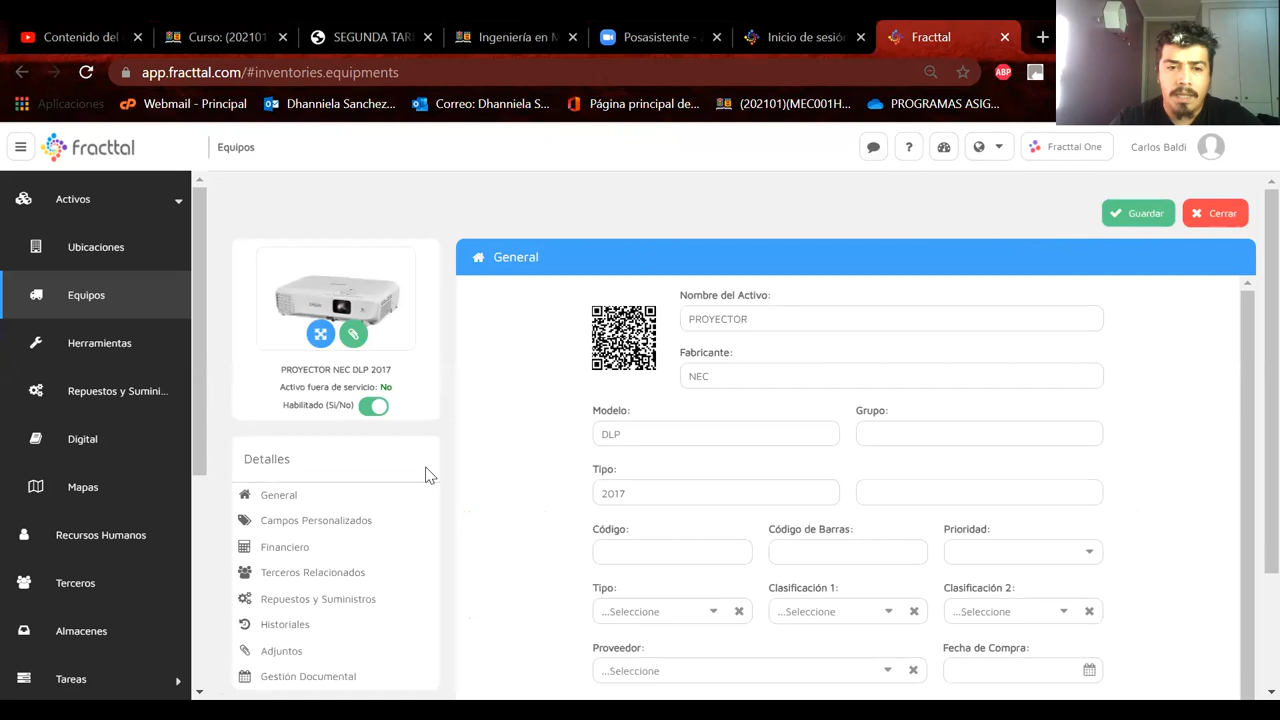 Contenido del
Curso: (202101
SEGUNDA TAR
Ingeniería en M
Posasistente -
Inicio de sesión
Fracttal
app.fracttal.com/#inventories.equipments
ABP
Aplicaciones
Webmail - Principal
Dhanniela Sanchez...
Correo: Dhanniela S...
Página principal de...
(202101)(MEC001H...
PROGRAMAS ASIG...
fracttal
Equipos
?
Fracttal One
Carlos Baldi
Activos
Ubicaciones
Equipos
Herramientas
Repuestos y Sumini...
Digital
Mapas
Recursos Humanos
Terceros
Almacenes
Tareas
Guardar
Cerrar
EPSON
PROYECTOR NEC DLP 2017
Activo fuera de servicio: No
Habilitado (Si/No)
Detalles
General
Campos Personalizados
Financiero
Terceros Relacionados
Repuestos y Suministros
Historiales
Adjuntos
Gestión Documental
General
Nombre del Activo:
PROYECTOR
Fabricante:
NEC
Modelo: Grupo:
DLP
Tipo:
2017
Código: Código de Barras: Prioridad:
Tipo: Clasificación 1: Clasificación 2:
...Seleccione ...Seleccione ...Seleccione
Proveedor: Fecha de Compra:
...Seleccione